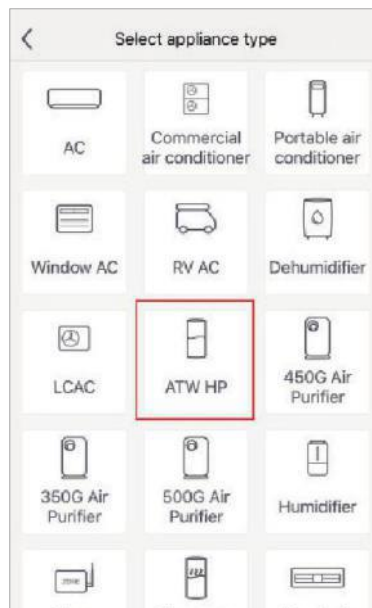 Select appliance type
AC
Commercial
air conditioner
Portable air
conditioner
Window AC
RV AC
Dehumidifier
LCAC
ATW HP
450G Air
Purifier
350G Air
Purifier
500G Air
Purifier
Humidifier